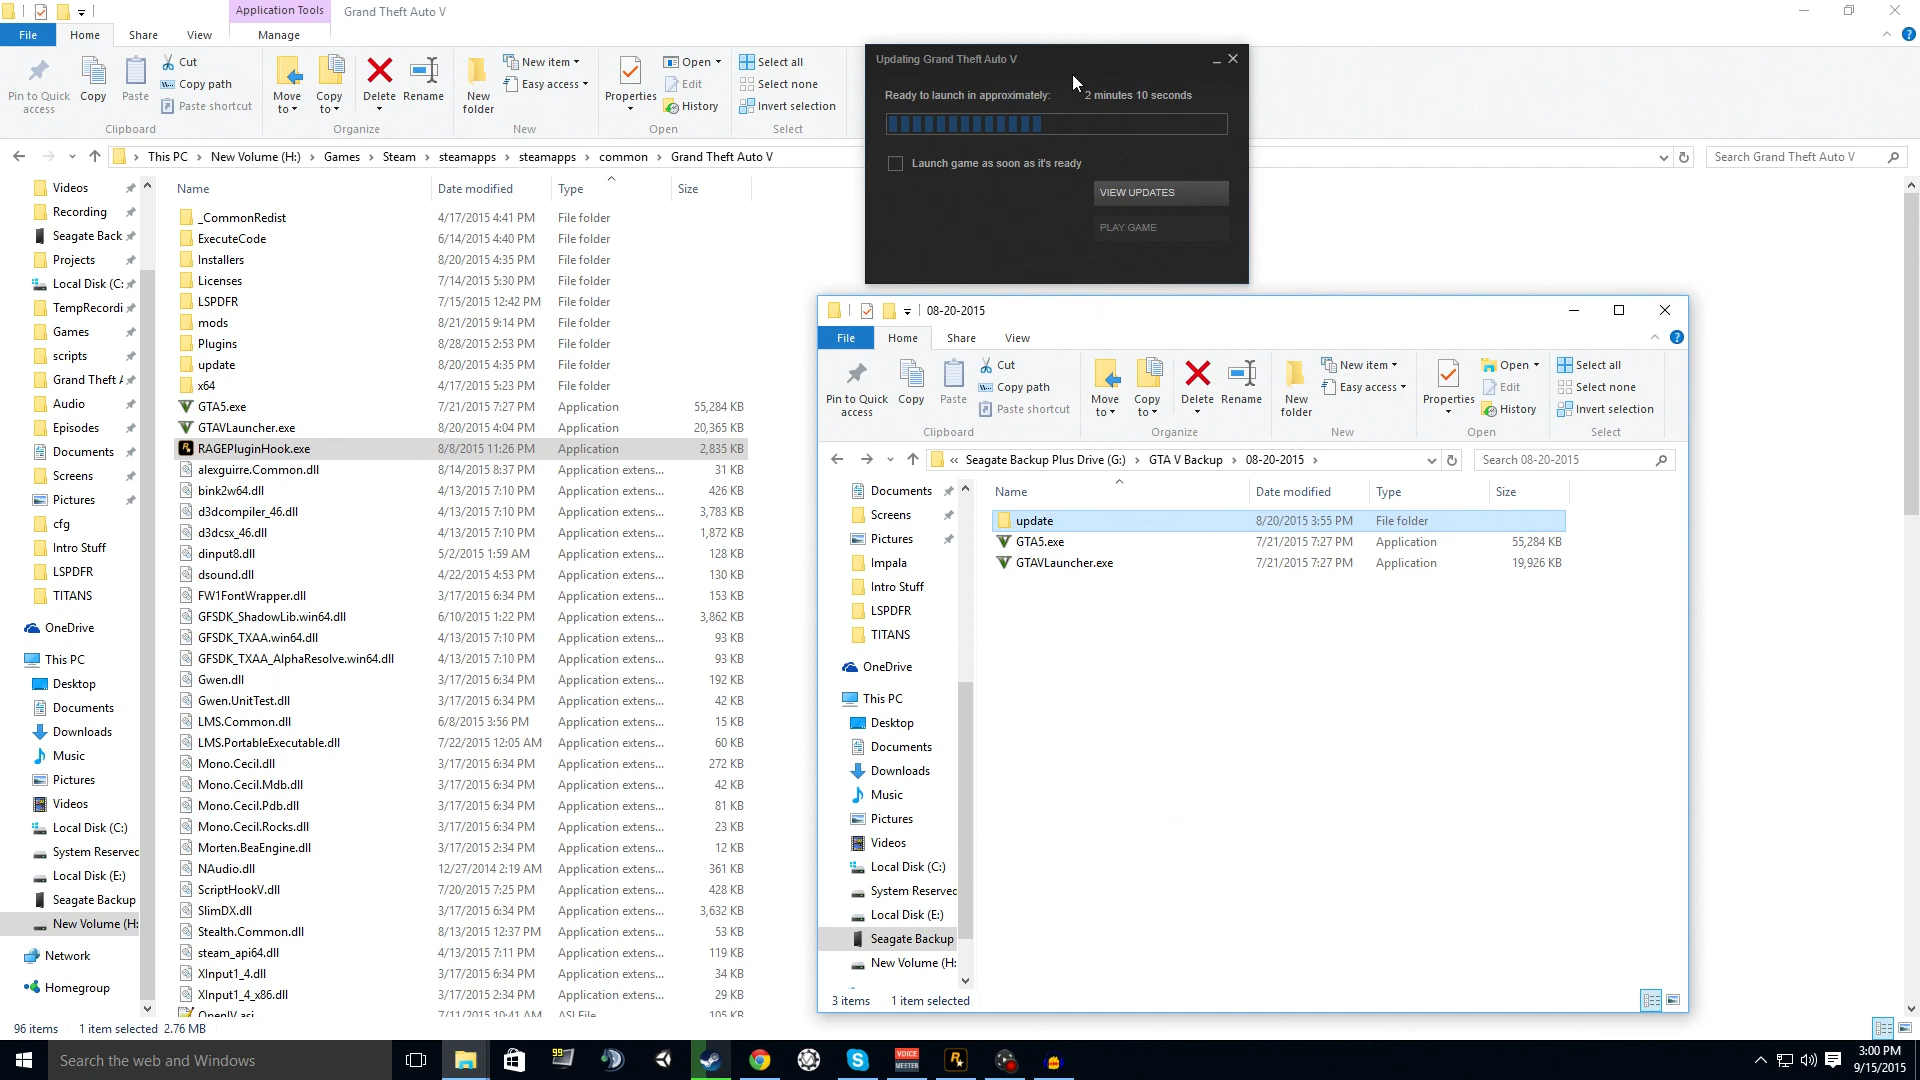 Application Tools
Grand Theft Auto V
File
Home
Share
View
Manage
Pin to Quick access
Copy
Paste
Cut
Copy path
Paste shortcut
Clipboard
Move to
Copy to
Delete
Rename
Organize
New folder
New item
Easy access
New
Properties
Open
Edit
History
Open
Select all
Select none
Invert selection
Select
This PC
New Volume (H:)
Games
Steam
steamapps
steamapps
common
Grand Theft Auto V
Search Grand Theft Auto V
Videos
Recording
Seagate Back
Projects
Local Disk (C:
TempRecordi
Games
scripts
Grand Theft A
Audio
Episodes
Documents
Screens
Pictures
cfg
Intro Stuff
LSPDFR
TITANS
OneDrive
This PC
Desktop
Documents
Downloads
Music
Pictures
Videos
Local Disk (C:)
System Reserved
Local Disk (E:)
Seagate Backup
New Volume (H:
Network
Homegroup
Name Date modified Type Size
_CommonRedist 4/17/2015 4:41 PM File folder
ExecuteCode 6/14/2015 4:40 PM File folder
Installers 8/20/2015 4:35 PM File folder
Licenses 7/14/2015 5:30 PM File folder
LSPDFR 7/15/2015 12:42 PM File folder
mods 8/21/2015 9:14 PM File folder
Plugins 8/28/2015 2:53 PM File folder
update 8/20/2015 4:35 PM File folder
x64 4/17/2015 5:23 PM File folder
GTA5.exe 7/21/2015 7:27 PM Application 55,284 KB
GTAVLauncher.exe 8/20/2015 4:04 PM Application 20,365 KB
RAGEPluginHook.exe 8/8/2015 11:26 PM Application 2,835 KB
alexguirre.Common.dll 8/14/2015 8:37 PM Application extens... 31 KB
bink2w64.dll 4/13/2015 7:10 PM Application extens... 426 KB
d3dcompiler_46.dll 4/13/2015 7:10 PM Application extens... 3,783 KB
d3dcsx_46.dll 4/13/2015 7:10 PM Application extens... 1,872 KB
dinput8.dll 5/2/2015 1:59 AM Application extens... 128 KB
dsound.dll 4/22/2015 4:53 PM Application extens... 130 KB
FW1FontWrapper.dll 3/17/2015 6:34 PM Application extens... 153 KB
GFSDK_ShadowLib.win64.dll 6/10/2015 1:22 PM Application extens... 3,862 KB
GFSDK_TXAA.win64.dll 4/13/2015 7:10 PM Application extens... 93 KB
GFSDK_TXAA_AlphaResolve.win64.dll 4/13/2015 7:10 PM Application extens... 93 KB
Gwen.dll 3/17/2015 6:34 PM Application extens... 192 KB
Gwen.UnitTest.dll 3/17/2015 6:34 PM Application extens... 42 KB
LMS.Common.dll 6/8/2015 3:56 PM Application extens... 15 KB
LMS.PortableExecutable.dll 7/22/2015 12:05 AM Application extens... 60 KB
Mono.Cecil.dll 3/17/2015 6:34 PM Application extens... 272 KB
Mono.Cecil.Mdb.dll 3/17/2015 6:34 PM Application extens... 42 KB
Mono.Cecil.Pdb.dll 3/17/2015 6:34 PM Application extens... 81 KB
Mono.Cecil.Rocks.dll 3/17/2015 6:34 PM Application extens... 23 KB
Morten.BeaEngine.dll 3/17/2015 2:34 PM Application extens... 12 KB
NAudio.dll 12/27/2014 2:19 AM Application extens... 361 KB
ScriptHookV.dll 7/20/2015 7:25 PM Application extens... 428 KB
SlimDX.dll 3/17/2015 6:34 PM Application extens... 3,632 KB
Stealth.Common.dll 8/13/2015 12:37 PM Application extens... 53 KB
steam_api64.dll 4/13/2015 7:11 PM Application extens... 119 KB
XInput1_4.dll 3/17/2015 6:34 PM Application extens... 34 KB
XInput1_4_x86.dll 3/17/2015 2:34 PM Application extens... 29 KB
OpenIV.asi 7/11/2015 10:41 AM ASI File 105 KB
96 items 1 item selected 2.76 MB
Updating Grand Theft Auto V
Ready to launch in approximately: 2 minutes 10 seconds
Launch game as soon as it's ready
VIEW UPDATES
PLAY GAME
08-20-2015
File
Home
Share
View
Pin to Quick access
Copy
Paste
Cut
Copy path
Paste shortcut
Clipboard
Move to
Copy to
Delete
Rename
Organize
New folder
New item
Easy access
New
Properties
Open
Edit
History
Open
Select all
Select none
Invert selection
Select
« Seagate Backup Plus Drive (G:)
GTA V Backup
08-20-2015
Search 08-20-2015
Documents
Screens
Pictures
Impala
Intro Stuff
LSPDFR
TITANS
OneDrive
This PC
Desktop
Documents
Downloads
Music
Pictures
Videos
Local Disk (C:)
System Reserved
Local Disk (E:)
Seagate Backup
New Volume (H:
Name Date modified Type Size
update 8/20/2015 3:55 PM File folder
GTA5.exe 7/21/2015 7:27 PM Application 55,284 KB
GTAVLauncher.exe 7/21/2015 7:27 PM Application 19,926 KB
3 items 1 item selected
Search the web and Windows
99
VOICE
MEETER
3:00 PM
9/15/2015